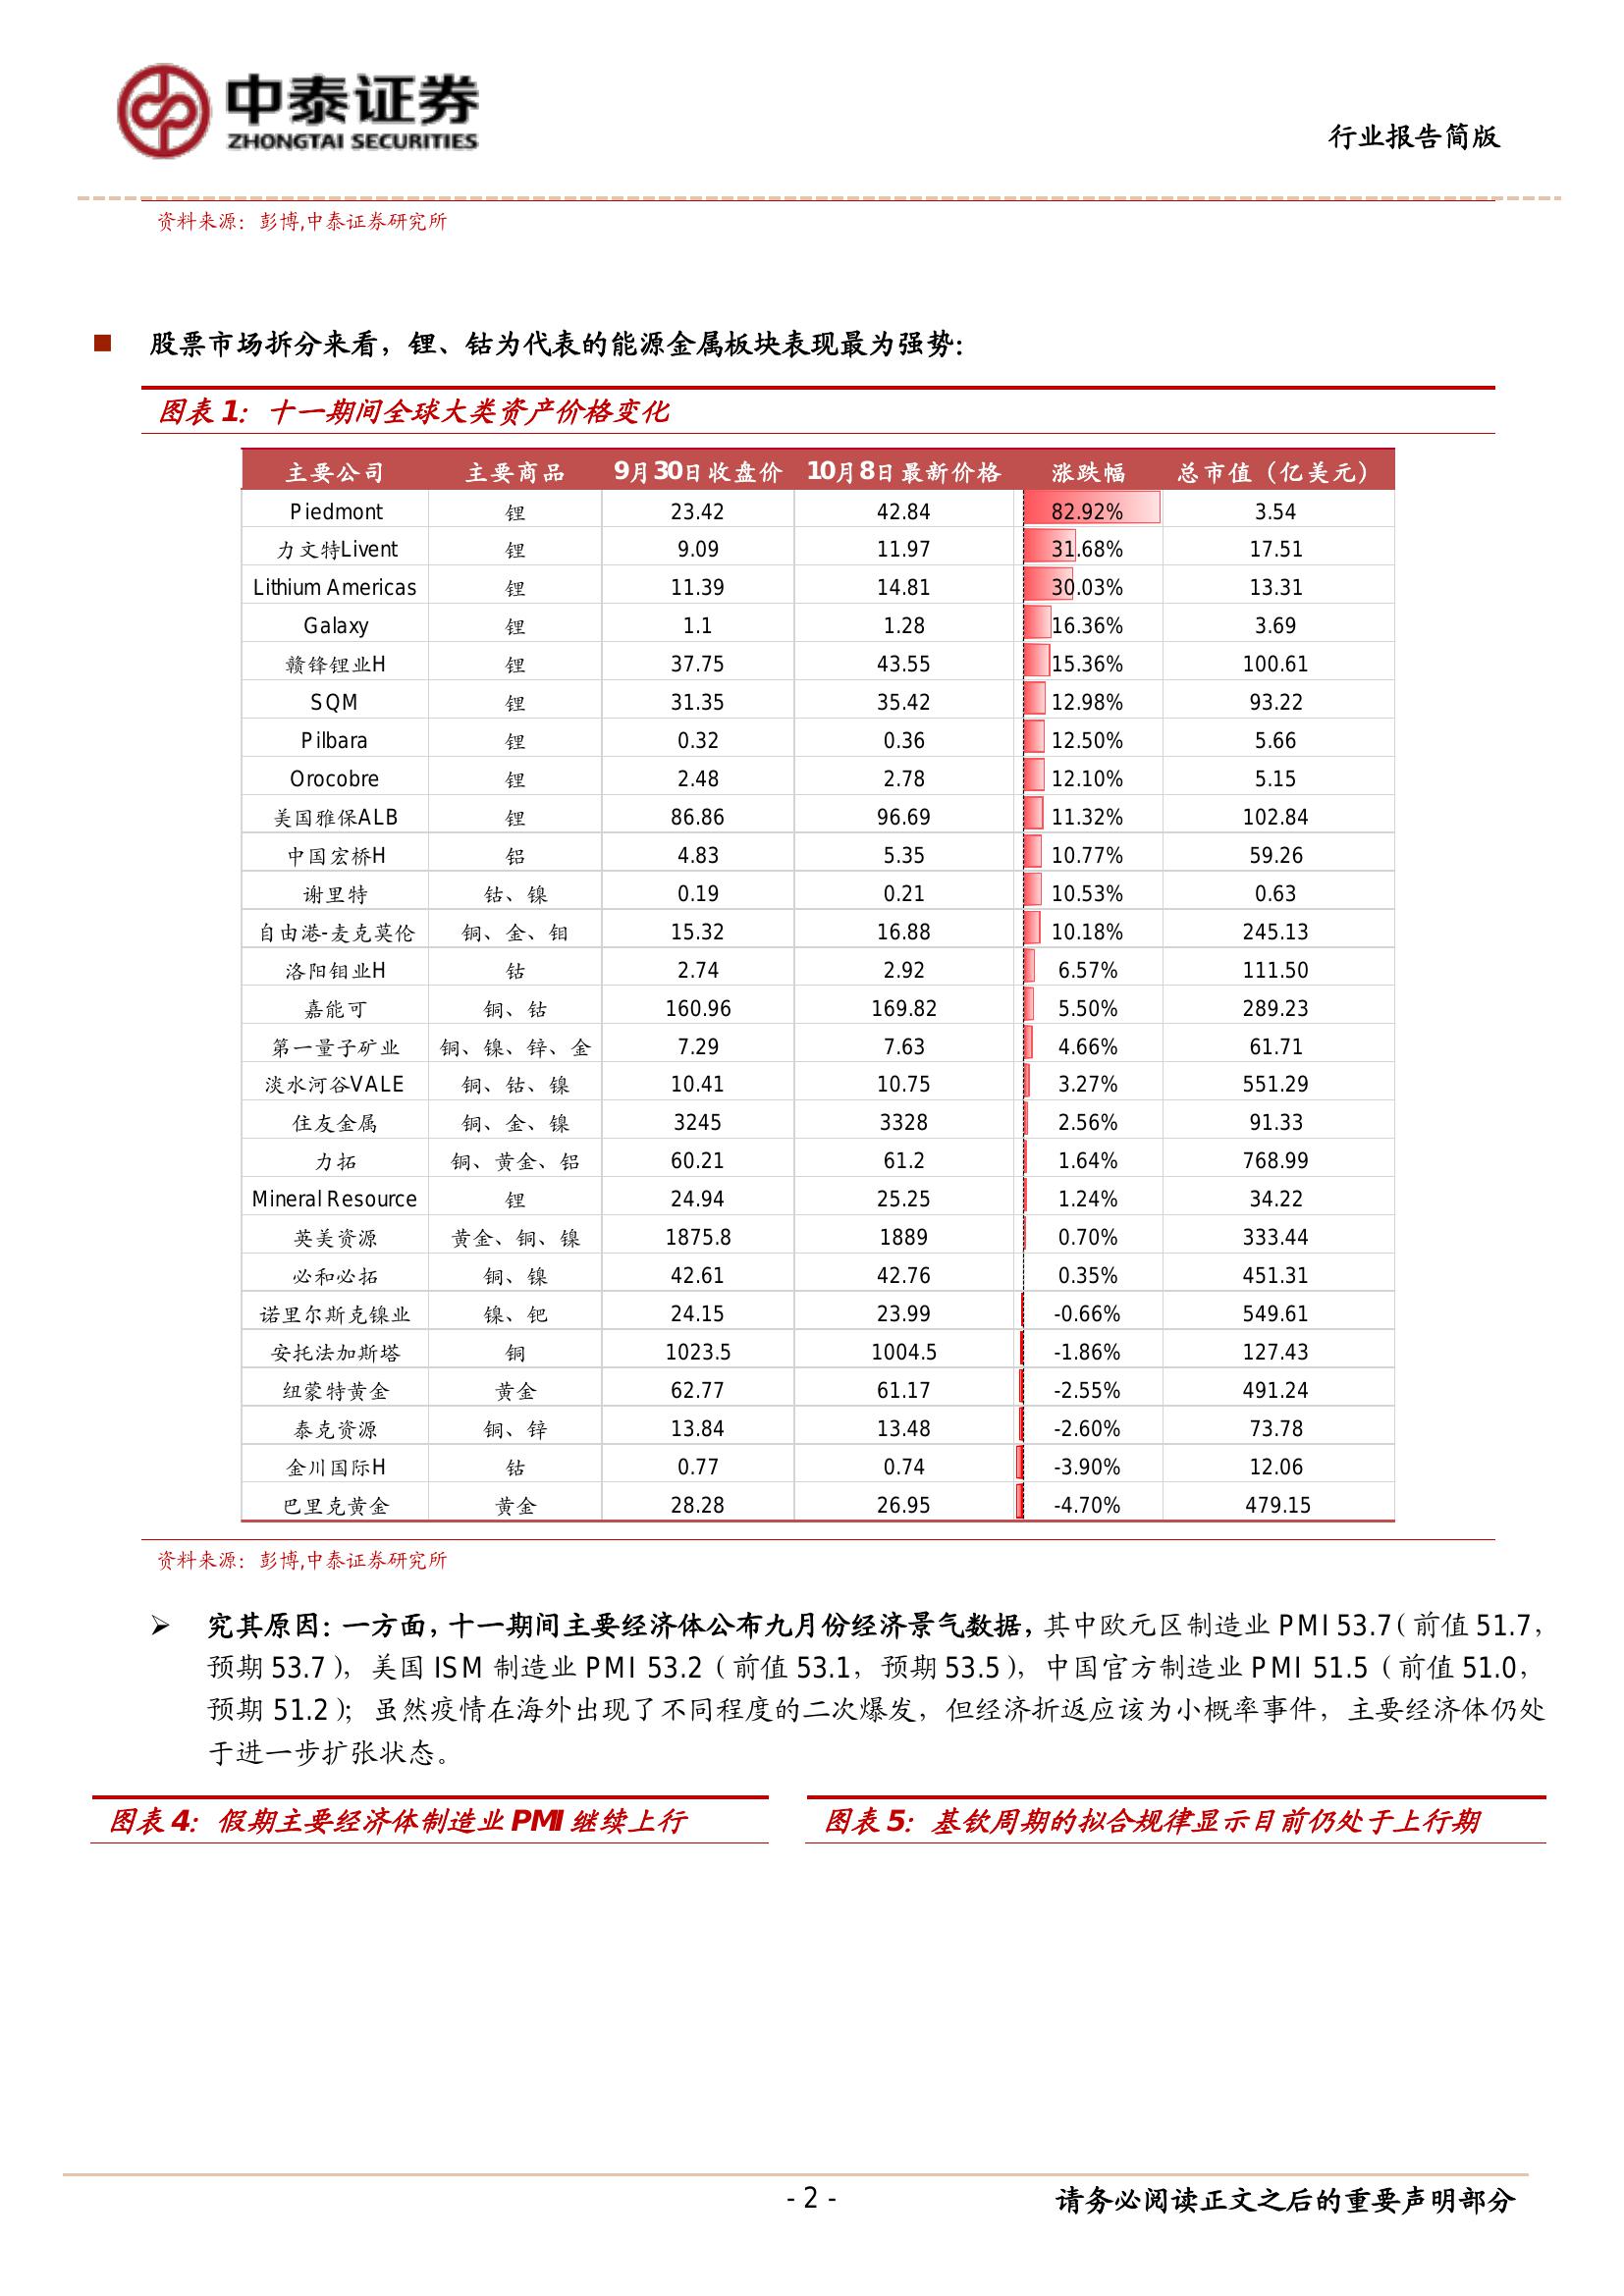 中泰证券
ZHONGTAI SECURITIES
行业报告简版
资料来源：彭博,中泰证券研究所
■ 股票市场拆分来看，锂、钴为代表的能源金属板块表现最为强势：
图表 1：十一期间全球大类资产价格变化
主要公司 主要商品 9月30日收盘价 10月8日最新价格 涨跌幅 总市值（亿美元）
Piedmont 锂 23.42 42.84 82.92% 3.54
力文特Livent 锂 9.09 11.97 31.68% 17.51
Lithium Americas 锂 11.39 14.81 30.03% 13.31
Galaxy 锂 1.1 1.28 16.36% 3.69
赣锋锂业H 锂 37.75 43.55 15.36% 100.61
SQM 锂 31.35 35.42 12.98% 93.22
Pilbara 锂 0.32 0.36 12.50% 5.66
Orocobre 锂 2.48 2.78 12.10% 5.15
美国雅保ALB 锂 86.86 96.69 11.32% 102.84
中国宏桥H 铝 4.83 5.35 10.77% 59.26
谢里特 钴、镍 0.19 0.21 10.53% 0.63
自由港-麦克莫伦 铜、金、钼 15.32 16.88 10.18% 245.13
洛阳钼业H 钴 2.74 2.92 6.57% 111.50
嘉能可 铜、钴 160.96 169.82 5.50% 289.23
第一量子矿业 铜、镍、锌、金 7.29 7.63 4.66% 61.71
淡水河谷VALE 铜、钴、镍 10.41 10.75 3.27% 551.29
住友金属 铜、金、镍 3245 3328 2.56% 91.33
力拓 铜、黄金、铝 60.21 61.2 1.64% 768.99
Mineral Resource 锂 24.94 25.25 1.24% 34.22
英美资源 黄金、铜、镍 1875.8 1889 0.70% 333.44
必和必拓 铜、镍 42.61 42.76 0.35% 451.31
诺里尔斯克镍业 镍、钯 24.15 23.99 -0.66% 549.61
安托法加斯塔 铜 1023.5 1004.5 -1.86% 127.43
纽蒙特黄金 黄金 62.77 61.17 -2.55% 491.24
泰克资源 铜、锌 13.84 13.48 -2.60% 73.78
金川国际H 钴 0.77 0.74 -3.90% 12.06
巴里克黄金 黄金 28.28 26.95 -4.70% 479.15
资料来源：彭博,中泰证券研究所
➢ 究其原因：一方面，十一期间主要经济体公布九月份经济景气数据，其中欧元区制造业 PMI 53.7（前值 51.7，
预期 53.7），美国 ISM 制造业 PMI 53.2（前值 53.1，预期 53.5），中国官方制造业 PMI 51.5（前值 51.0，
预期 51.2）；虽然疫情在海外出现了不同程度的二次爆发，但经济折返应该为小概率事件，主要经济体仍处
于进一步扩张状态。
图表 4：假期主要经济体制造业 PMI 继续上行
图表 5：基钦周期的拟合规律显示目前仍处于上行期
- 2 -
请务必阅读正文之后的重要声明部分